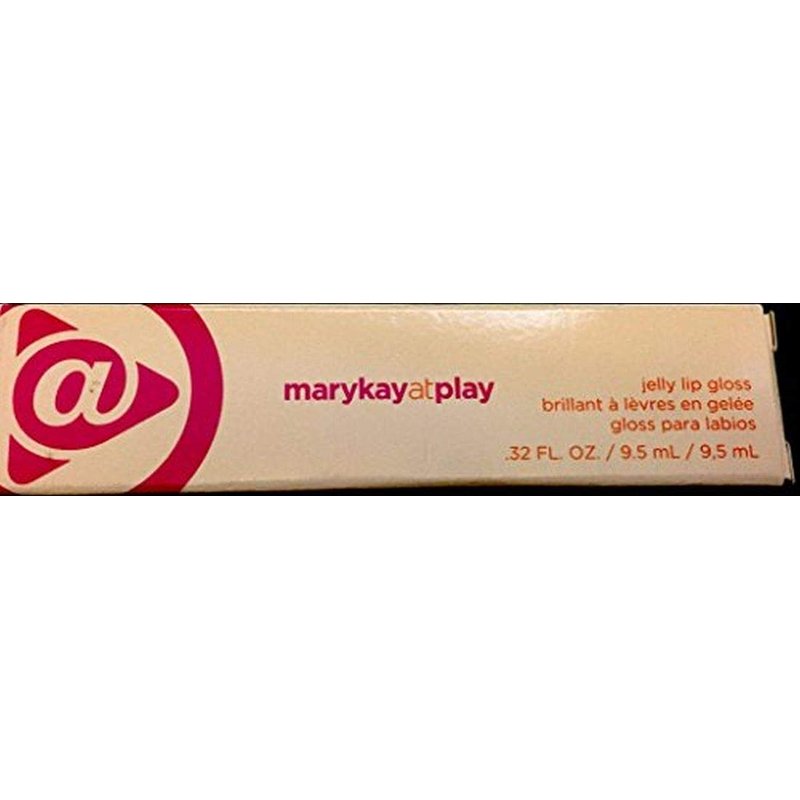 @
marykayatplay
jelly lip gloss
brillant à lèvres en gelée
gloss para labios
.32 FL. OZ. / 9.5 mL / 9,5 mL